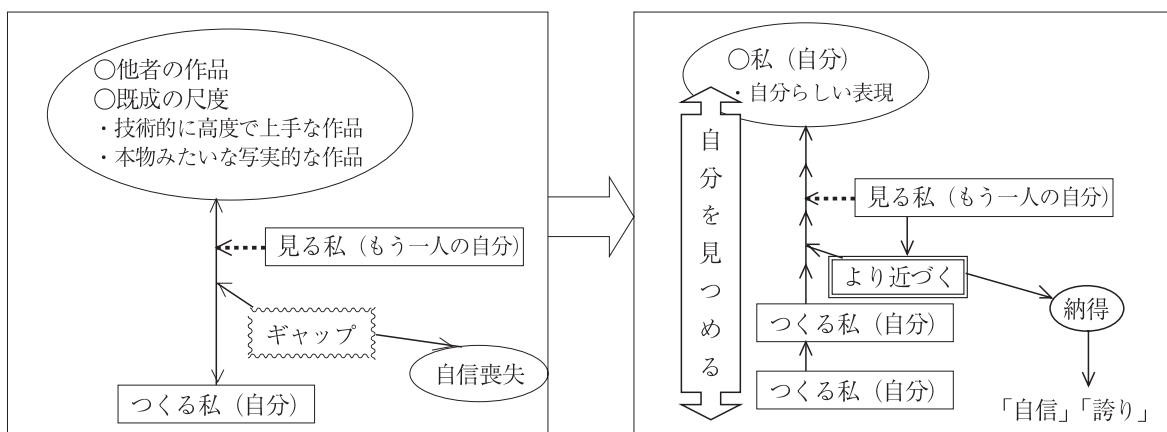 ○他者の作品
○既成の尺度
・技術的に高度で上手な作品
・本物みたいな写実的な作品
見る私（もう一人の自分）
ギャップ
自信喪失
つくる私（自分）
○私（自分）
・自分らしい表現
自分を見つめる
見る私（もう一人の自分）
より近づく
納得
つくる私（自分）
つくる私（自分）
「自信」「誇り」